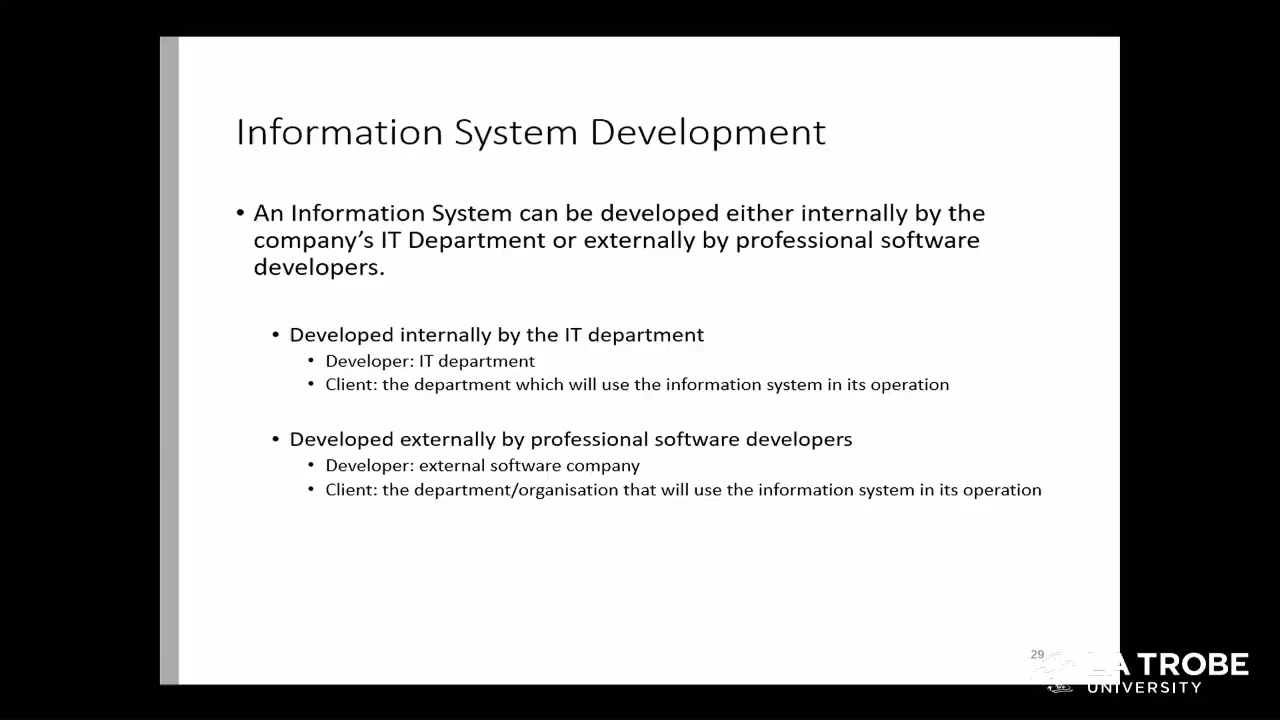 Information System Development
• An Information System can be developed either internally by the
company's IT Department or externally by professional software
developers.
• Developed internally by the IT department
• Developer: IT department
• Client: the department which will use the information system in its operation
• Developed externally by professional software developers
• Developer: external software company
• Client: the department/organisation that will use the information system in its operation
29
LA TROBE
UNIVERSITY